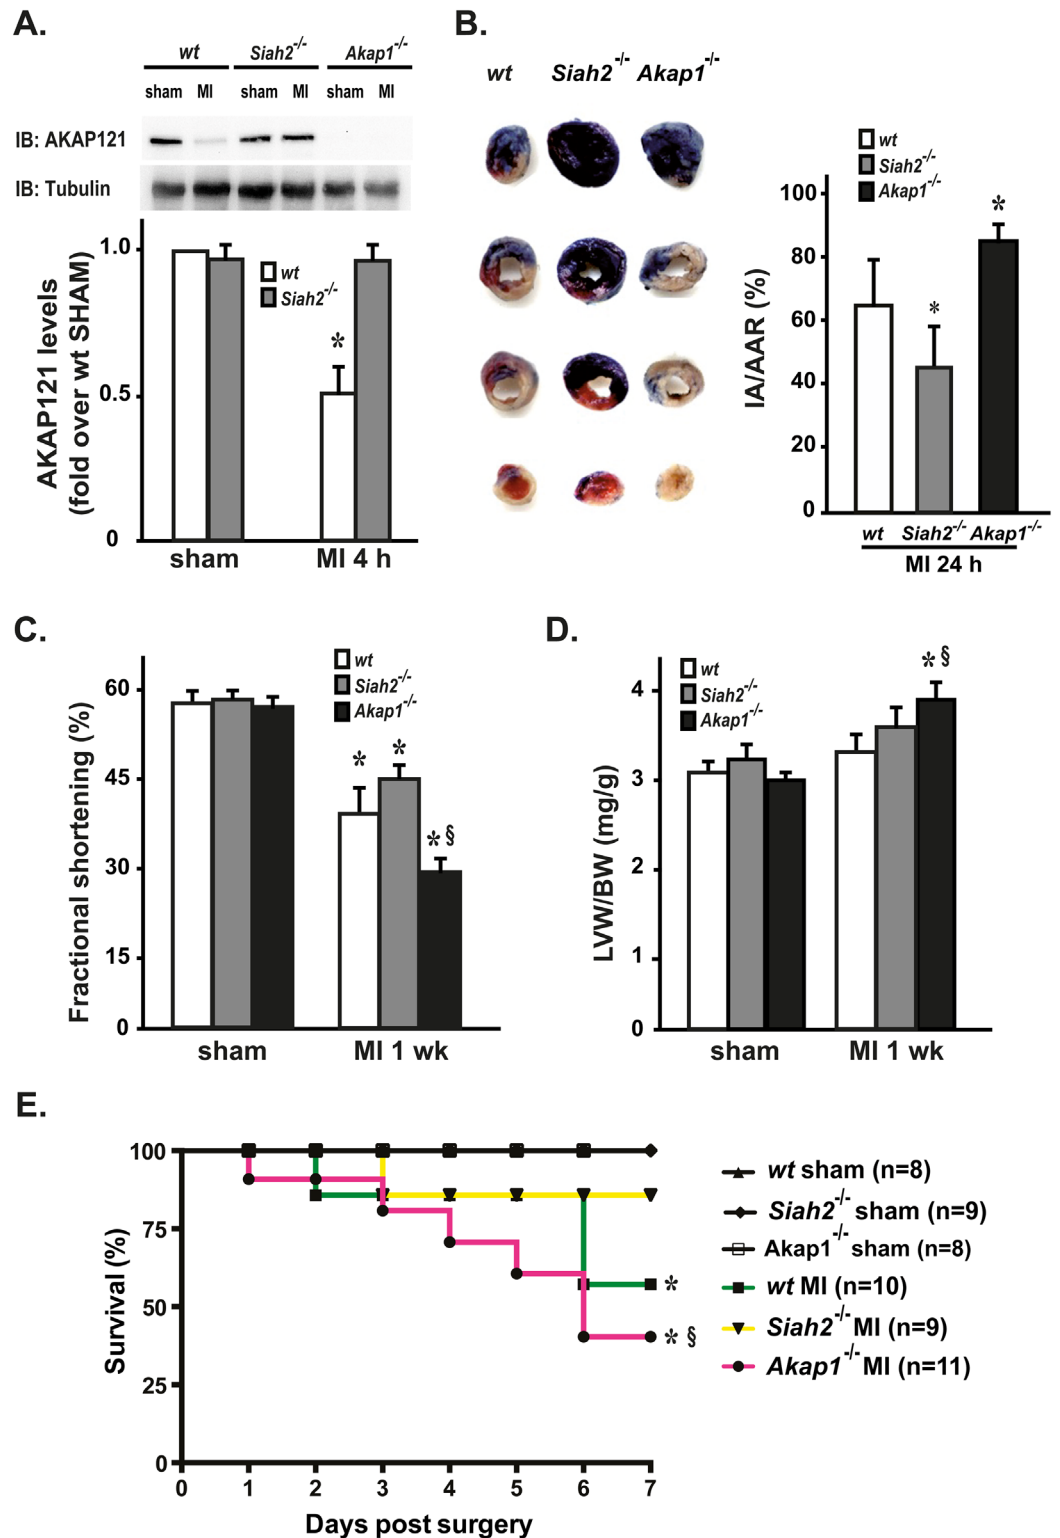 A.
wt Siah2-/- Akap1-/-
sham MI sham MI sham MI
IB: AKAP121
IB: Tubulin
AKAP121 levels
(fold over wt SHAM)
1.0
0.5
0
wt
Siah2-/-
*
sham MI 4 h
B.
wt Siah2-/- Akap1-/-
wt
Siah2-/-
Akap1-/-
IA/AAR (%)
100
80
60
40
20
0
*
*
wt Siah2-/- Akap1-/-
MI 24 h
C.
Fractional shortening (%)
60
45
30
15
0
wt
Siah2-/-
Akap1-/-
* *
* §
sham MI 1 wk
D.
LVW/BW (mg/g)
4
3
2
1
0
wt
Siah2-/-
Akap1-/-
* §
sham MI 1 wk
E.
Survival (%)
100
75
50
25
0
0 1 2 3 4 5 6 7
Days post surgery
*
* §
wt sham (n=8)
Siah2-/- sham (n=9)
Akap1-/- sham (n=8)
wt MI (n=10)
Siah2-/- MI (n=9)
Akap1-/- MI (n=11)